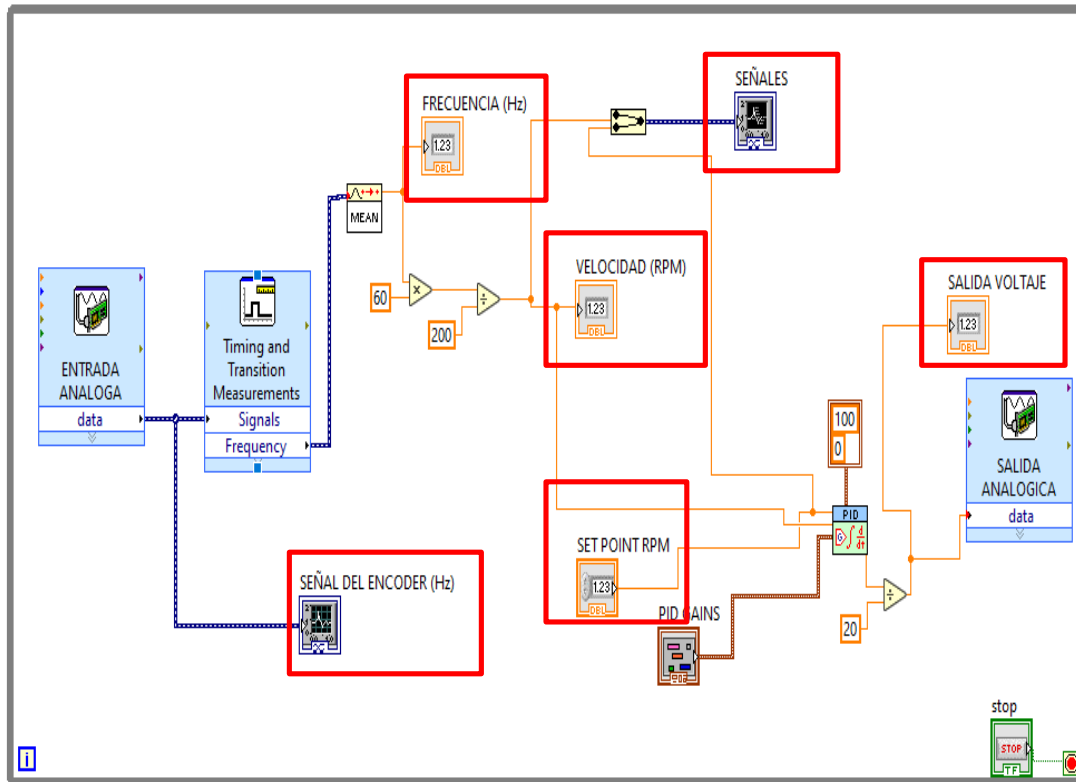 SEÑALES
FRECUENCIA (Hz)
1.23
DBL
MEAN
VELOCIDAD (RPM)
1.23
DBL
SALIDA VOLTAJE
1.23
DBL
60
200
ENTRADA
ANALOGA
data
Timing and
Transition
Measurements
Signals
Frequency
100
0
PID
SALIDA
ANALOGICA
data
SET POINT RPM
1.23
DBL
SEÑAL DEL ENCODER (Hz)
PID GAINS
20
stop
STOP
TF
i